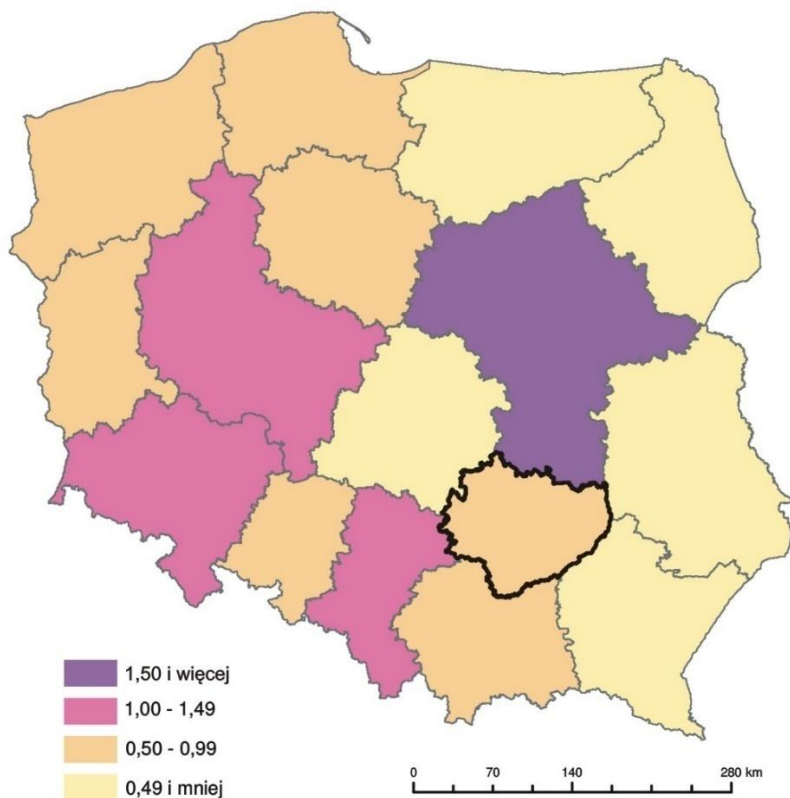 1,50 i więcej
1,00 - 1,49
0,50 - 0,99
0,49 i mniej
0 70 140 280 km